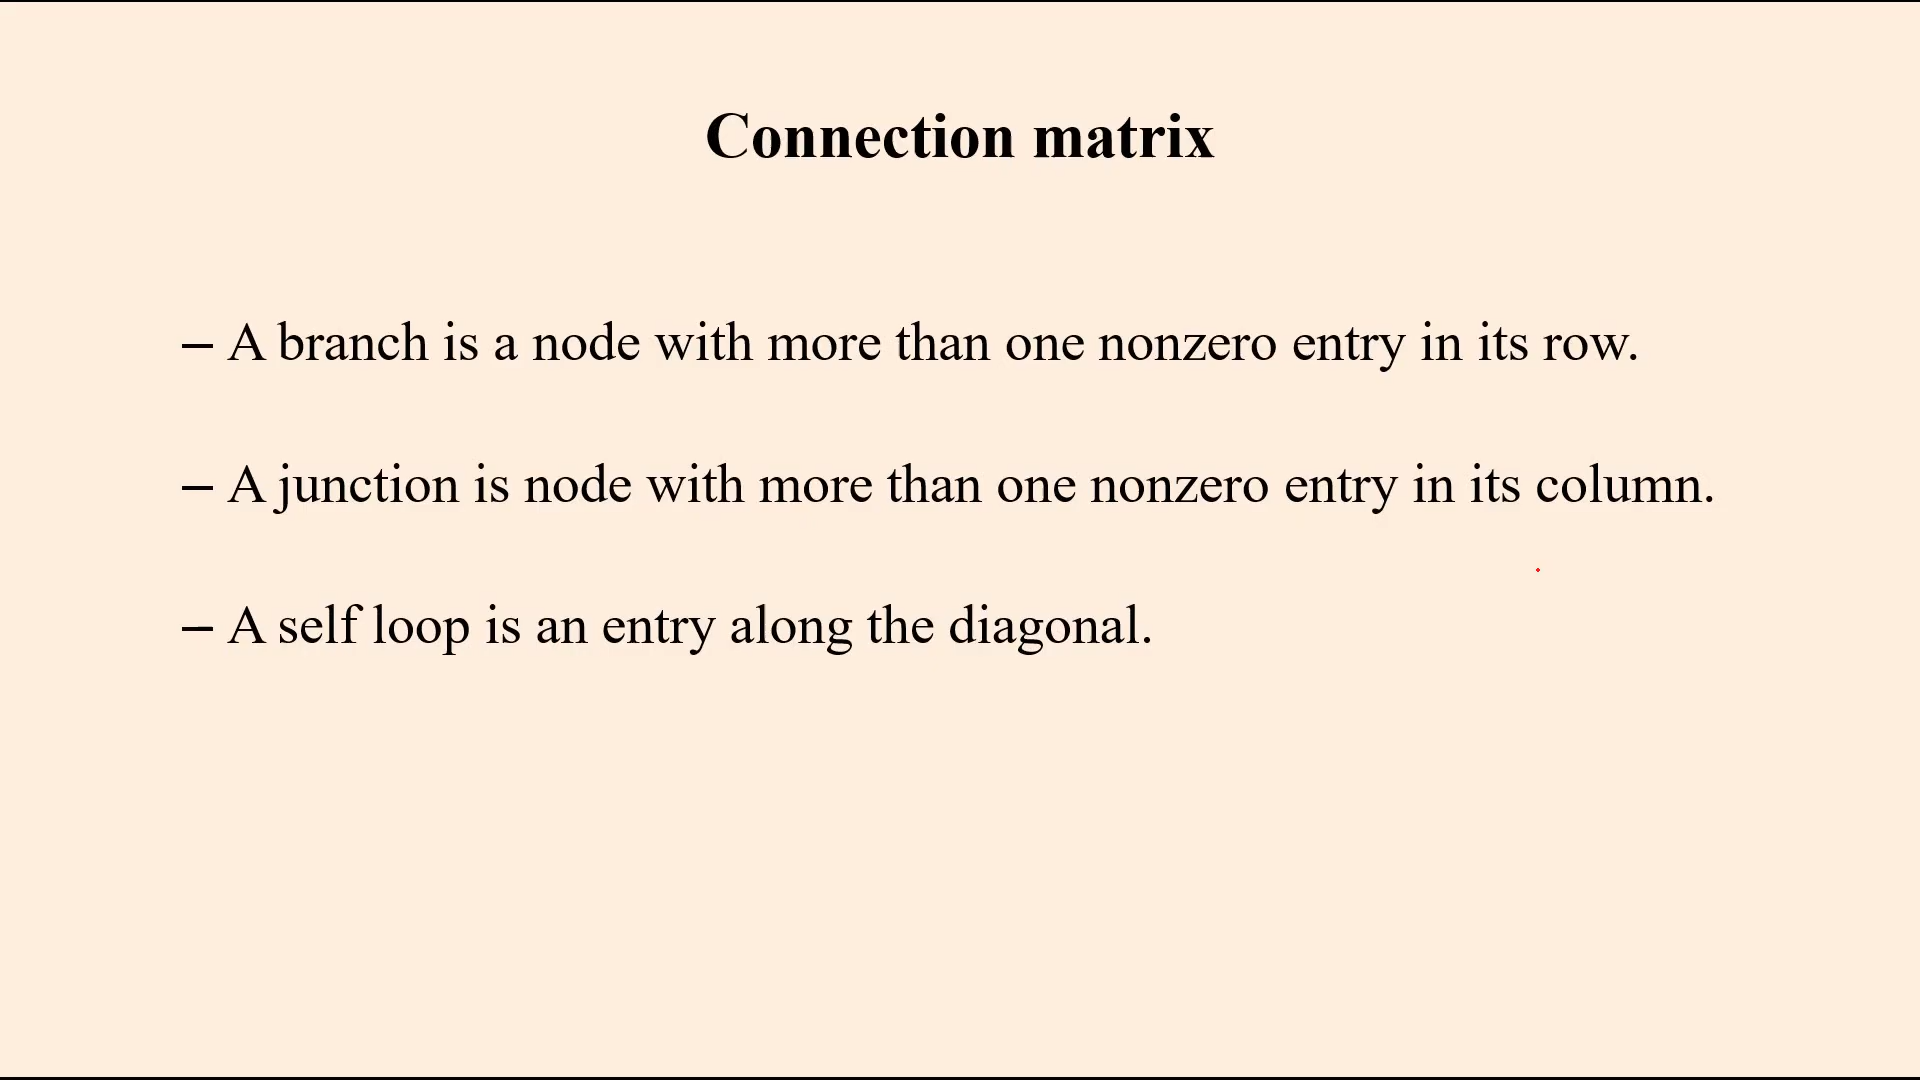 Connection matrix
– A branch is a node with more than one nonzero entry in its row.
– A junction is node with more than one nonzero entry in its column.
– A self loop is an entry along the diagonal.